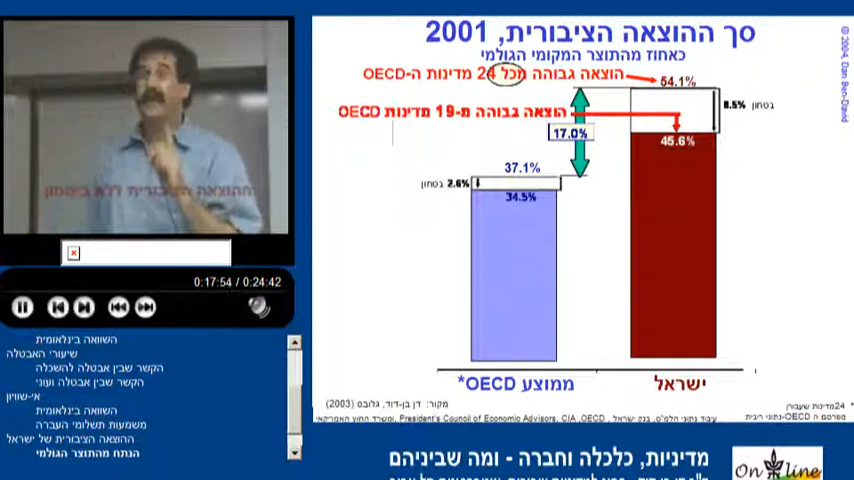 סך ההוצאה הציבורית, 2001
כאחוז מהתוצר המקומי הגולמי
הוצאה גבוהה מכל 24 מדינות ה-OECD
54.1%
8.5% בטחון
הוצאה גבוהה מ-19 מדינות OECD
17.0%
45.6%
37.1%
בטחון 2.6%
34.5%
ממוצע OECD*
ישראל
מקור: דן בן-דוד, גלובס (2003)
© 2004, Dan Ben-David
ההוצאה הציבורית ללא ביטחון
0:17:54 / 0:24:42
השוואה בינלאומית
שיעורי האבטלה
הקשר שבין אבטלה להשכלה
הקשר שבין אבטלה ועוני
אי-שוויון
השוואה בינלאומית
משמעות תשלומי העברה
ההוצאה הציבורית של ישראל
הנתח מהתוצר הגולמי
מדיניות, כלכלה וחברה - ומה שביניהם
On line